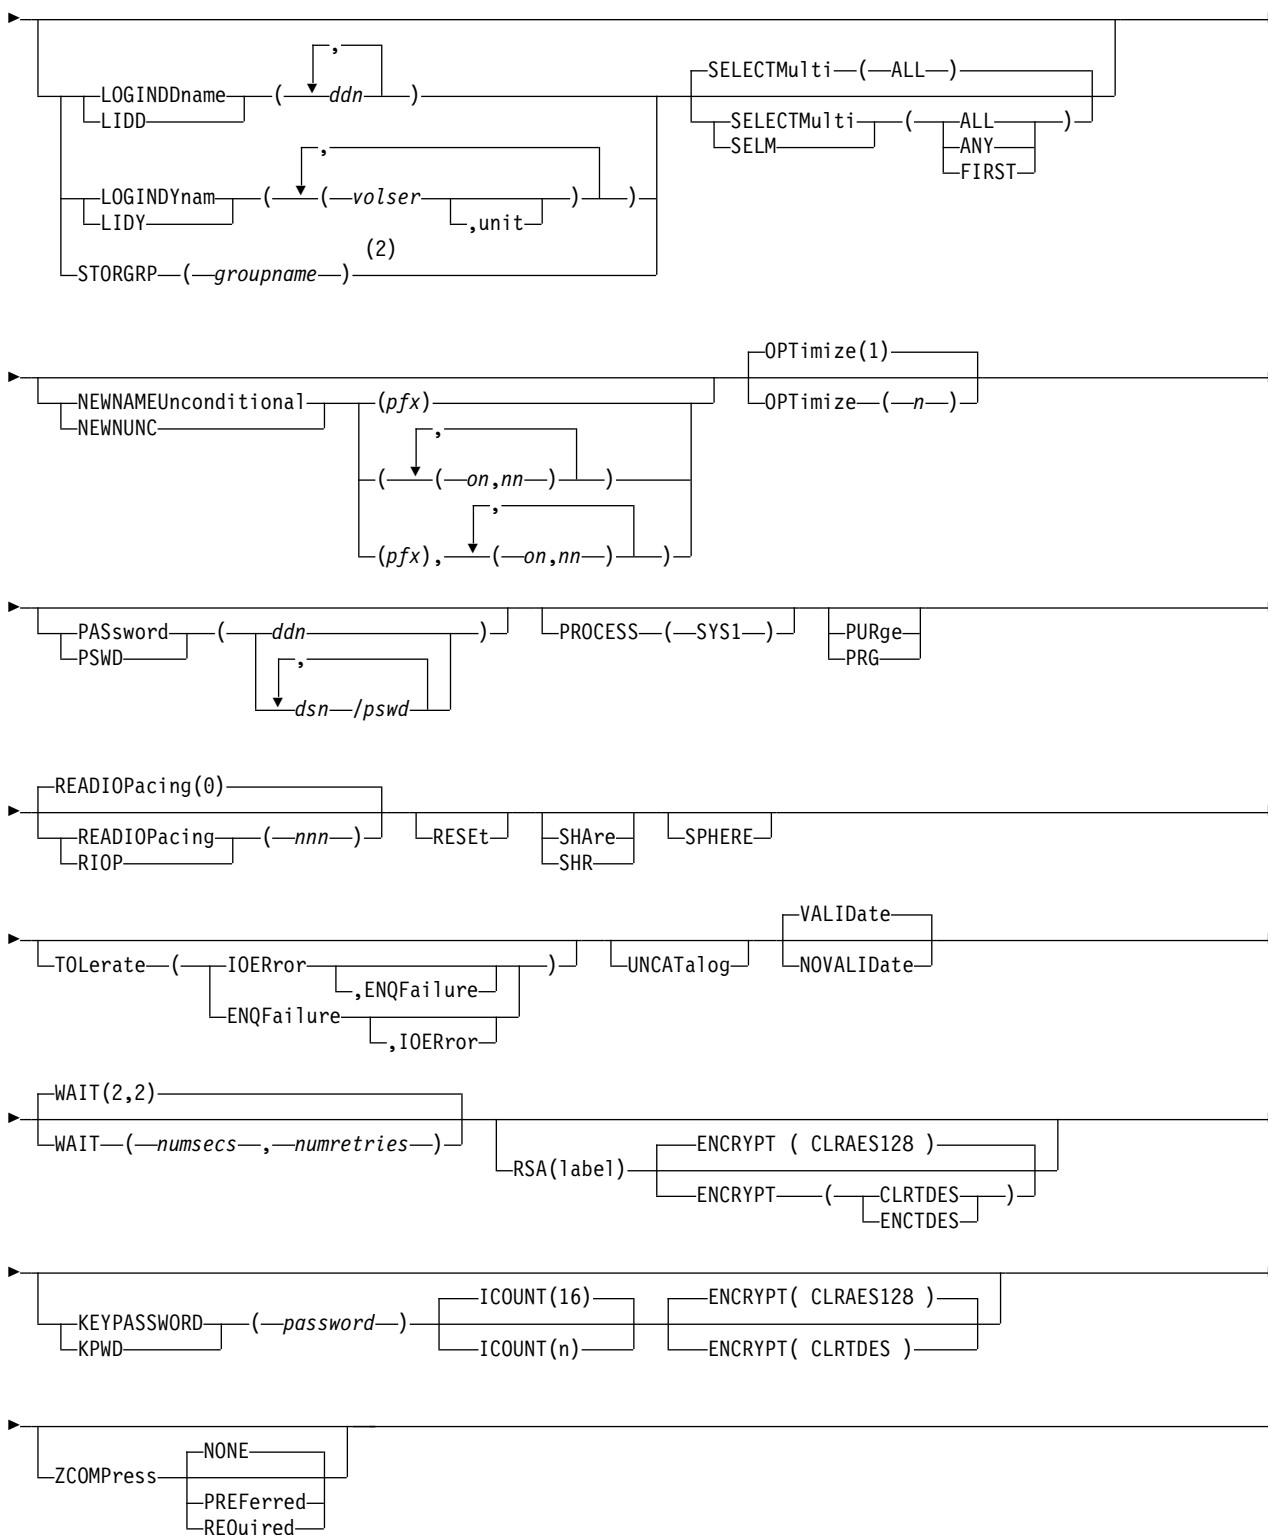 ,
SELECTMulti ( ALL )
LOGINDDname ( ddn )
SELECTMulti ( ALL )
LIDD
SELM
ANY
FIRST
,
LOGINDYnam ( ( volser ) )
LIDY
,unit
(2)
STORGRP ( groupname )
OPTimize(1)
NEWNAMEUnconditional (pfx)
OPTimize ( n )
NEWNUNC
,
( ( on,nn ) )
,
(pfx), ( on,nn ) )
PASsword ( ddn )
PROCESS ( SYS1 )
PURge
PSWD
PRG
,
dsn /pswd
READIOPacing(0)
READIOPacing ( nnn )
RESEt
SHAre
SPHERE
RIOP
SHR
VALIDate
TOLerate ( IOERror )
UNCATalog
NOVALIDate
,ENQFailure
ENQFailure
,IOERror
WAIT(2,2)
WAIT ( numsecs , numretries )
ENCRYPT ( CLRAES128 )
RSA(label)
ENCRYPT ( CLRTDES )
ENCTDES
ICOUNT(16)
ENCRYPT( CLRAES128 )
KEYPASSWORD ( password )
KPWD
ICOUNT(n)
ENCRYPT( CLRTDES )
NONE
ZCOMPress
PREFerred
REQuired